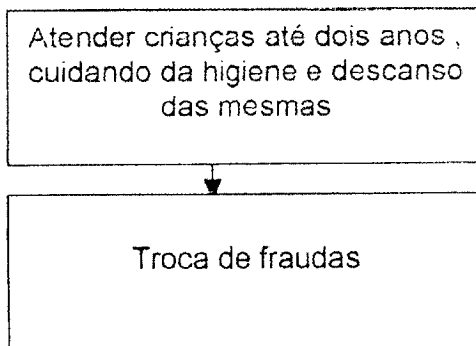 Atender crianças até dois anos ,
cuidando da higiene e descanso
das mesmas
Troca de fraudas